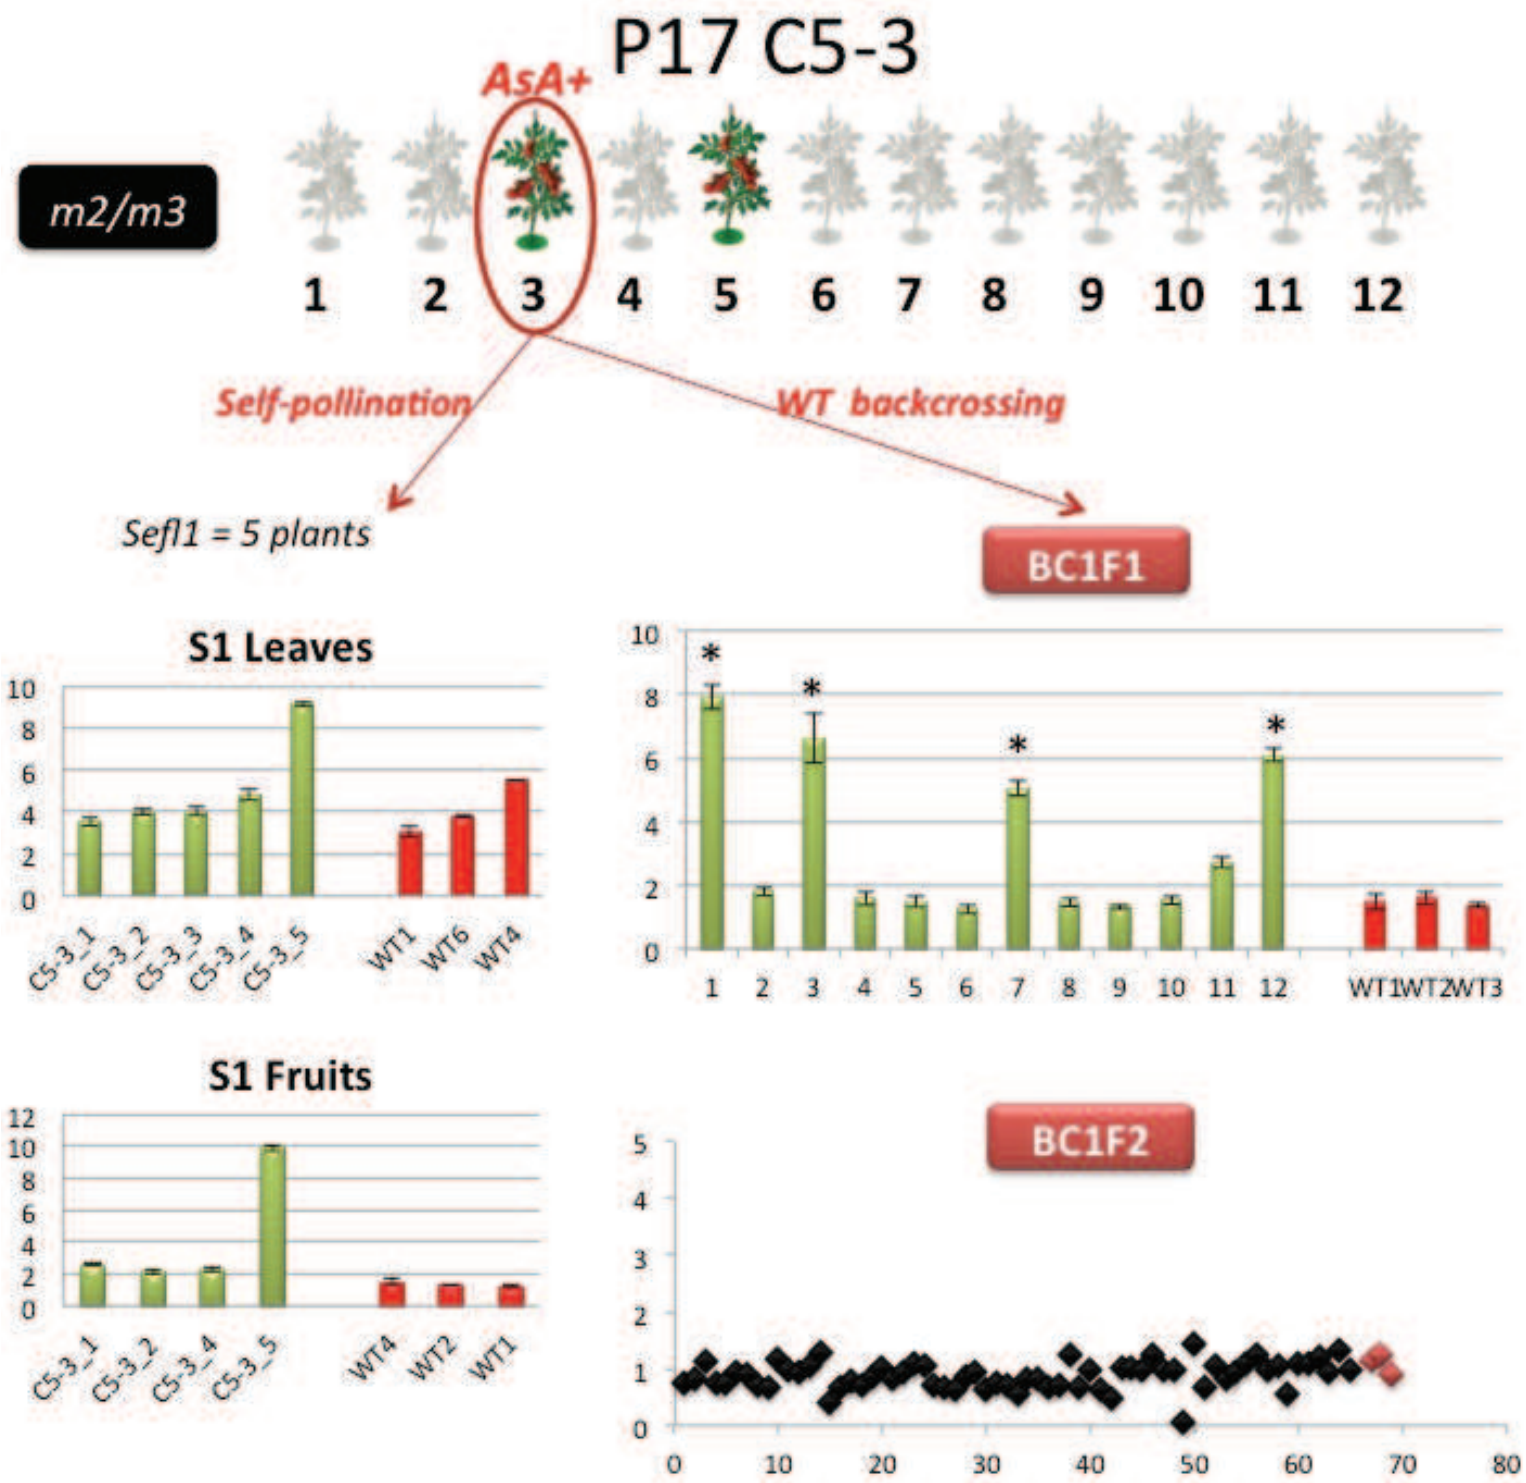 P17 C5-3
AsA+
m2/m3
1 2 3 4 5 6 7 8 9 10 11 12
Self-pollination
WT backcrossing
Sefl1 = 5 plants
BC1F1
S1 Leaves
10
8
6
4
2
0
C5-3_1 C5-3_2 C5-3_3 C5-3_4 C5-3_5 WT1 WT6 WT4
10
8
6
4
2
0
* * * *
1 2 3 4 5 6 7 8 9 10 11 12 WT1 WT2 WT3
S1 Fruits
12
10
8
6
4
2
0
C5-3_1 C5-3_2 C5-3_4 C5-3_5 WT4 WT2 WT1
BC1F2
5
4
3
2
1
0
0 10 20 30 40 50 60 70 80